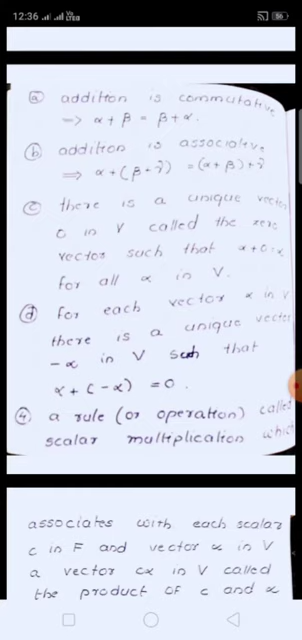 12:36
56
ⓐ addition is commutative
=> α + β = β + α.
ⓑ addition is associative
=> α + (β + γ) = (α + β) + γ
ⓒ there is a unique vector
0 in V called the zero
vector such that α + 0 = α
for all α in V.
ⓓ for each vector α in V
there is a unique vector
-α in V such that
α + (-α) = 0.
④ a rule (or operation) called
scalar multiplication which
associates with each scalar
c in F and vector α in V
a vector cα in V called
the product of c and α